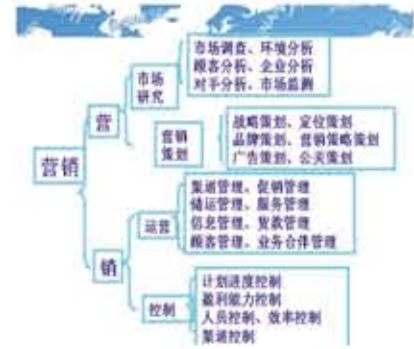 营销
营
市场
研究
市场调查、环境分析
顾客分析、企业分析
对手分析、市场监测
营销
策划
战略策划、定位策划
品牌策划、营销策略策划
广告策划、公关策划
销
运营
渠道管理、促销管理
储运管理、服务管理
信息管理、货款管理
顾客管理、业务合伴管理
控制
计划进度控制
盈利能力控制
人员控制、效率控制
渠道控制